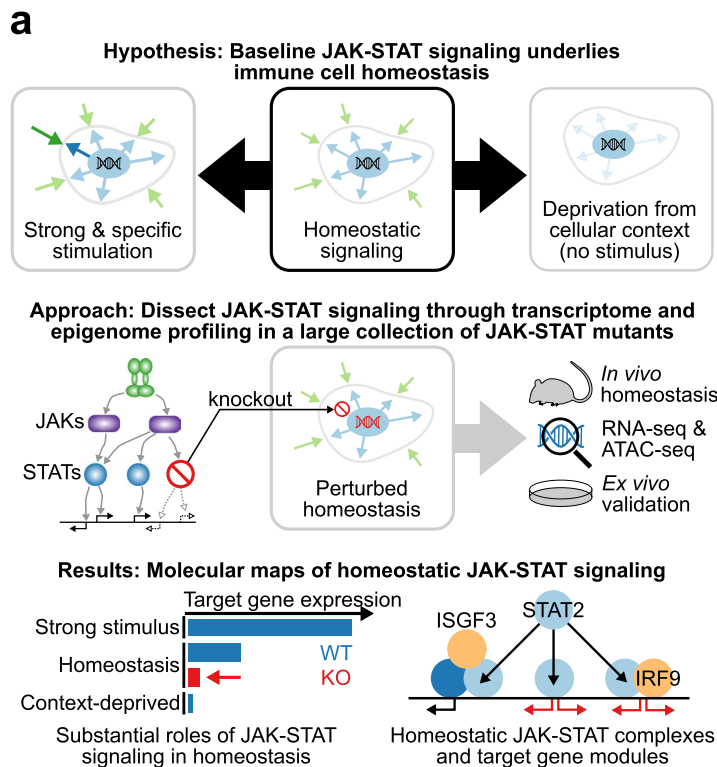 a
Hypothesis: Baseline JAK-STAT signaling underlies
immune cell homeostasis
Strong & specific
stimulation
Homeostatic
signaling
Deprivation from
cellular context
(no stimulus)
Approach: Dissect JAK-STAT signaling through transcriptome and
epigenome profiling in a large collection of JAK-STAT mutants
JAKs
STATs
knockout
Perturbed
homeostasis
In vivo
homeostasis
RNA-seq &
ATAC-seq
Ex vivo
validation
Results: Molecular maps of homeostatic JAK-STAT signaling
Target gene expression
Strong stimulus
Homeostasis
WT
KO
Context-deprived
Substantial roles of JAK-STAT
signaling in homeostasis
ISGF3
STAT2
IRF9
Homeostatic JAK-STAT complexes
and target gene modules